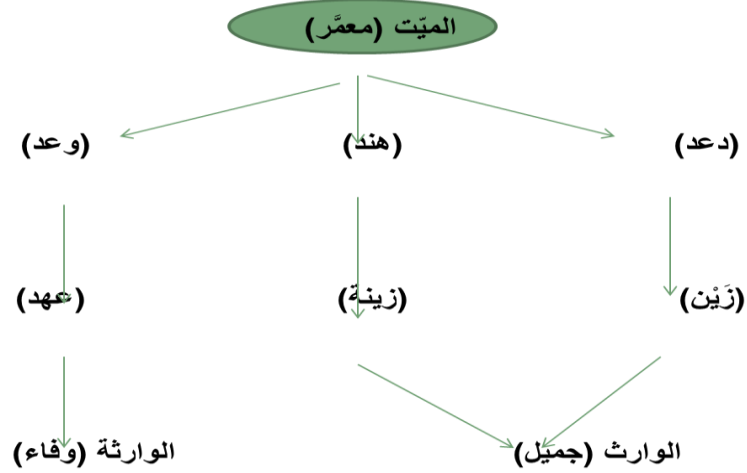 الميّت (معمَّر)
(دعد) (هند) (وعد)
(زَيْن) (زينة) (عهد)
الوارث (جميل) الوارثة (وفاء)